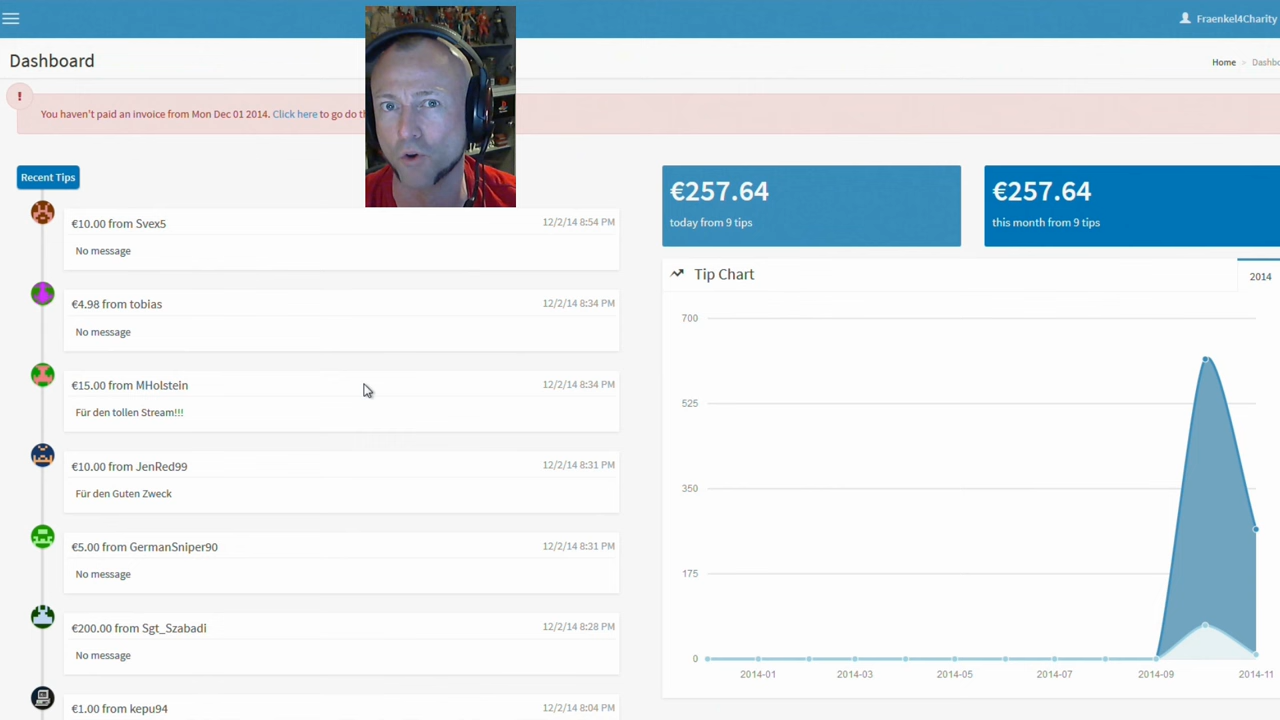 Fraenkel4Charity
Dashboard
Home >
You haven't paid an invoice from Mon Dec 01 2014. Click here to go do
Recent Tips
€10.00 from Svex5 12/2/14 8:54 PM
No message
€4.98 from tobias 12/2/14 8:34 PM
No message
€15.00 from MHolstein 12/2/14 8:34 PM
Für den tollen Stream!!!
€10.00 from JenRed99 12/2/14 8:31 PM
Für den Guten Zweck
€5.00 from GermanSniper90 12/2/14 8:31 PM
No message
€200.00 from Sgt_Szabadi 12/2/14 8:28 PM
No message
€1.00 from kepu94 12/2/14 8:04 PM
€257.64
today from 9 tips
€257.64
this month from 9 tips
Tip Chart
2014
700
525
350
175
0
2014-01 2014-03 2014-05 2014-07 2014-09 2014-11